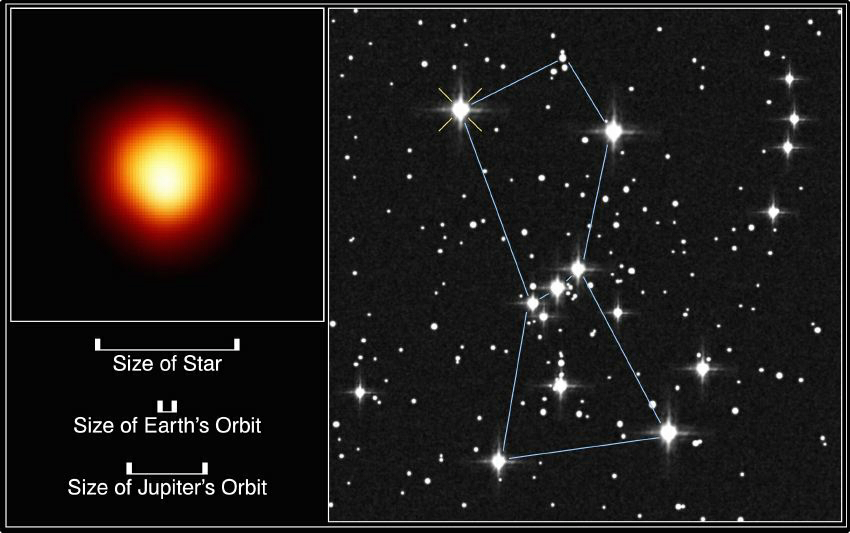 Size of Star
Size of Earth's Orbit
Size of Jupiter's Orbit